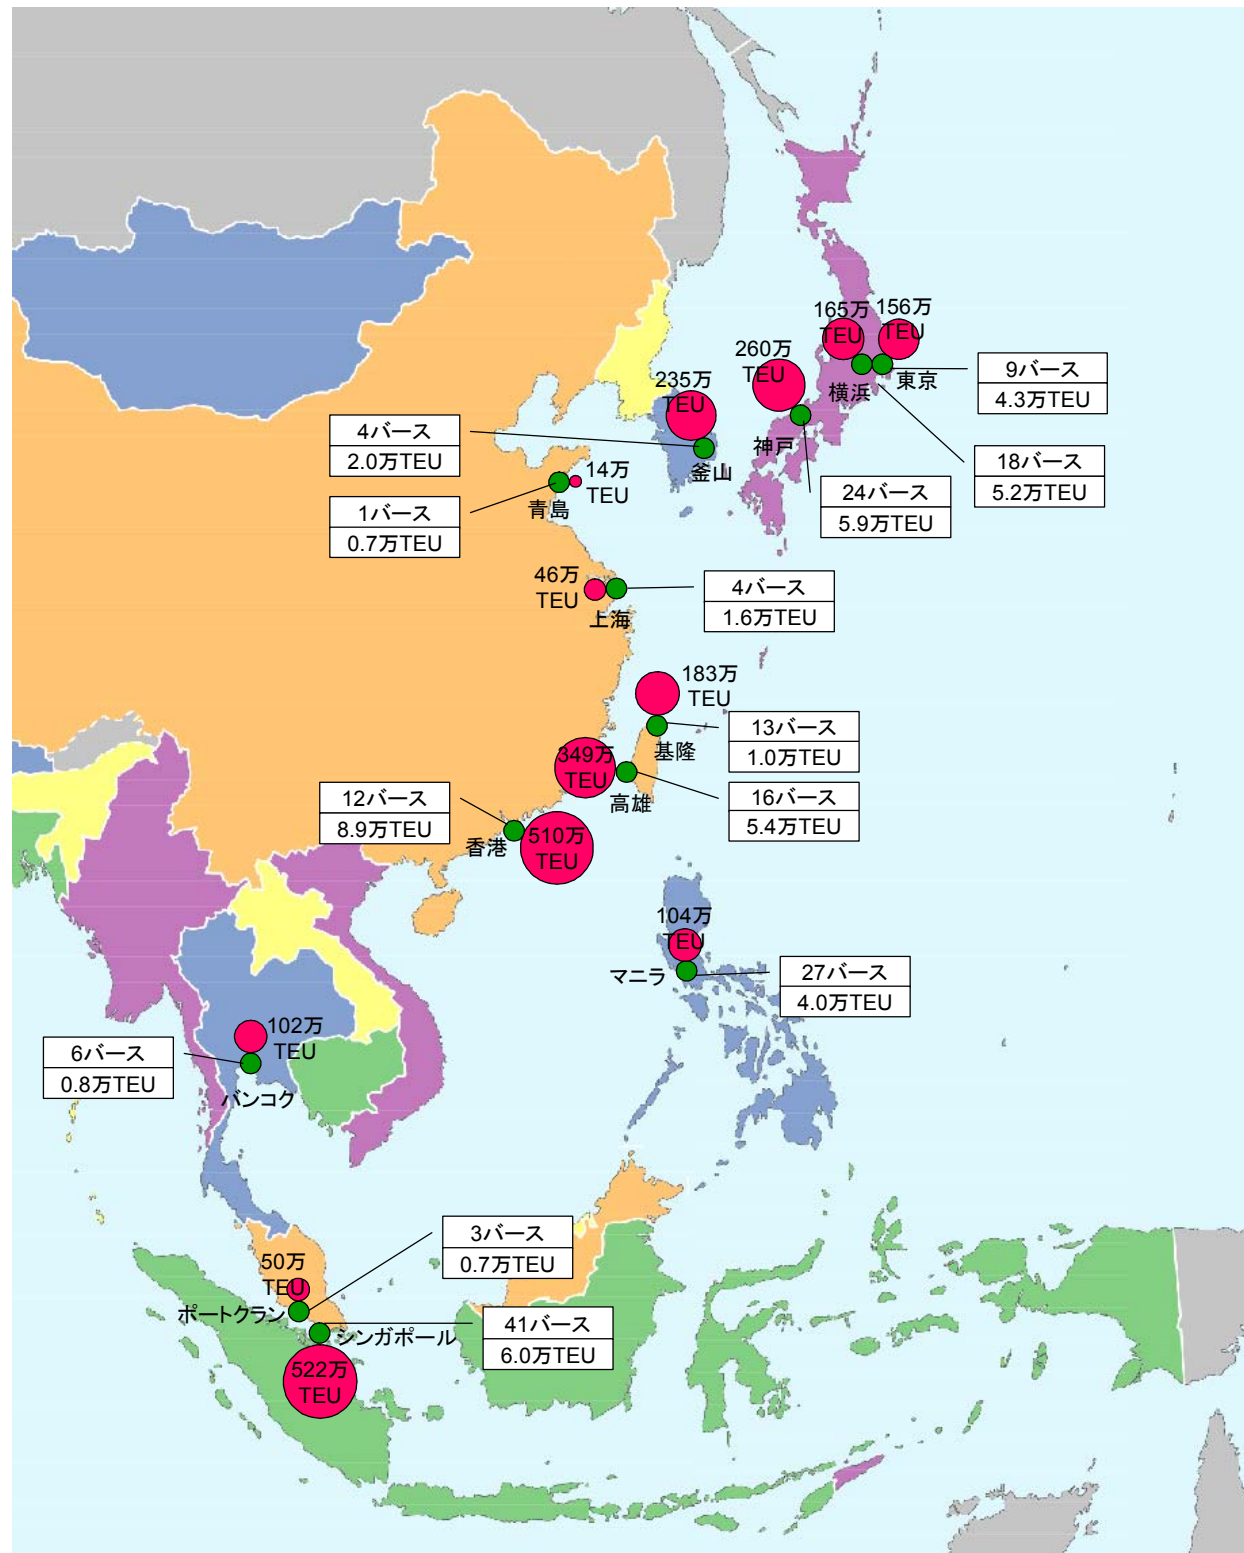 165万
TEU
156万
TEU
260万
TEU
横浜
東京
9バース
4.3万TEU
235万
TEU
神戸
釜山
4バース
2.0万TEU
18バース
5.2万TEU
24バース
5.9万TEU
14万
TEU
青島
1バース
0.7万TEU
46万
TEU
上海
4バース
1.6万TEU
183万
TEU
基隆
13バース
1.0万TEU
349万
TEU
高雄
16バース
5.4万TEU
12バース
8.9万TEU
香港
510万
TEU
104万
TEU
マニラ
27バース
4.0万TEU
102万
TEU
6バース
0.8万TEU
バンコク
3バース
0.7万TEU
50万
TEU
ポートクラン
シンガポール
41バース
6.0万TEU
522万
TEU